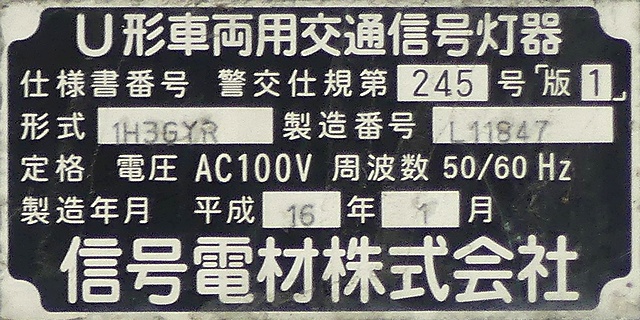 U形車両用交通信号灯器
仕様書番号 警交仕規第 245 号「版1」
形式 1H3GYR 製造番号 L11847
定格 電圧 AC100V 周波数 50/60 Hz
製造年月 平成 16 年 1 月
信号電材株式会社